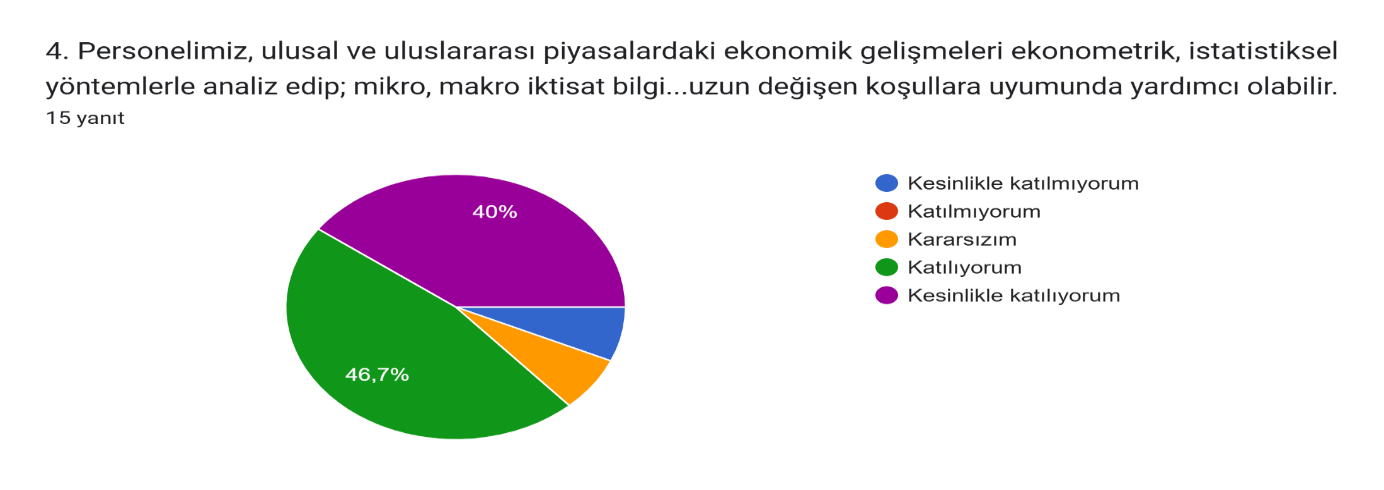 4. Personelimiz, ulusal ve uluslararası piyasalardaki ekonomik gelişmeleri ekonometrik, istatistiksel
yöntemlerle analiz edip; mikro, makro iktisat bilgi...uzun değişen koşullara uyumunda yardımcı olabilir.
15 yanıt
40%
46,7%
Kesinlikle katılmıyorum
Katılmıyorum
Kararsızım
Katılıyorum
Kesinlikle katılıyorum